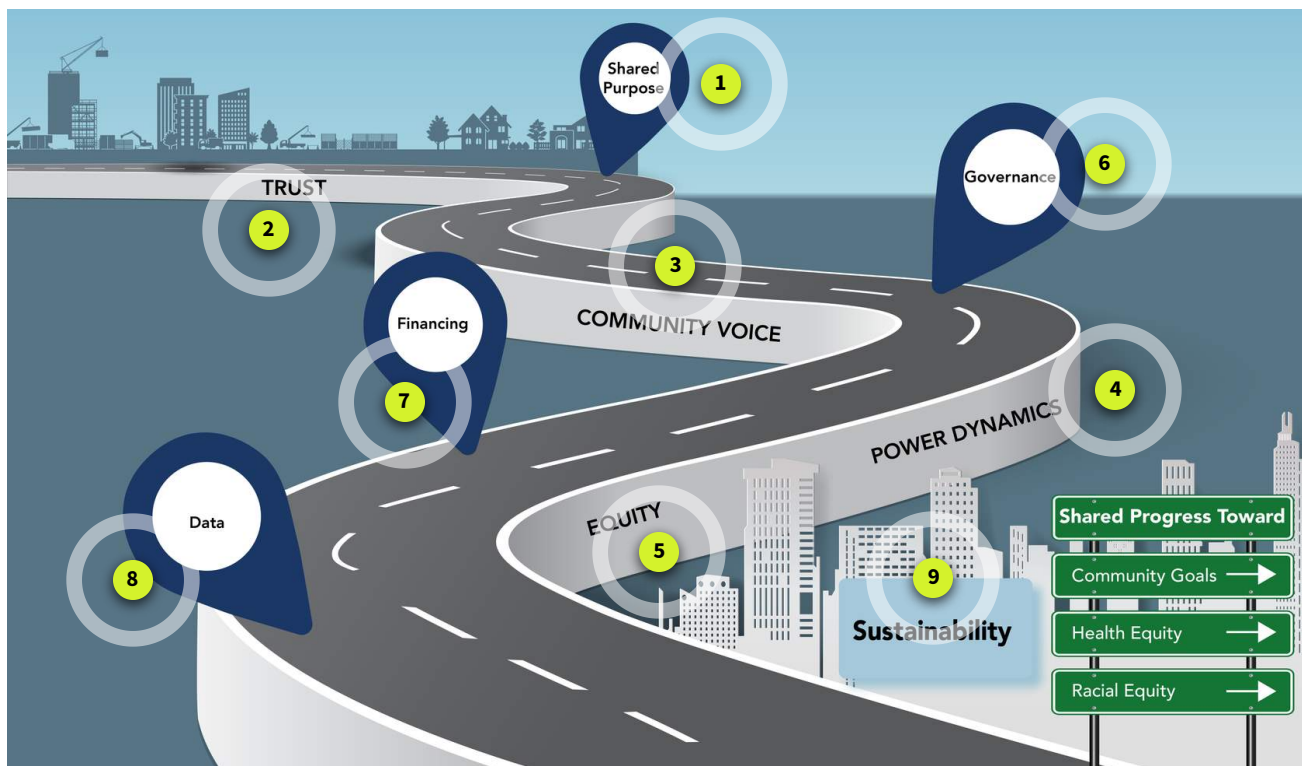 Shared
Purpose
1
6
Governance
TRUST
2
3
Financing
COMMUNITY VOICE
7
4
POWER DYNAMICS
Data
EQUITY
5
8
9
Sustainability
Shared Progress Toward
Community Goals
Health Equity
Racial Equity